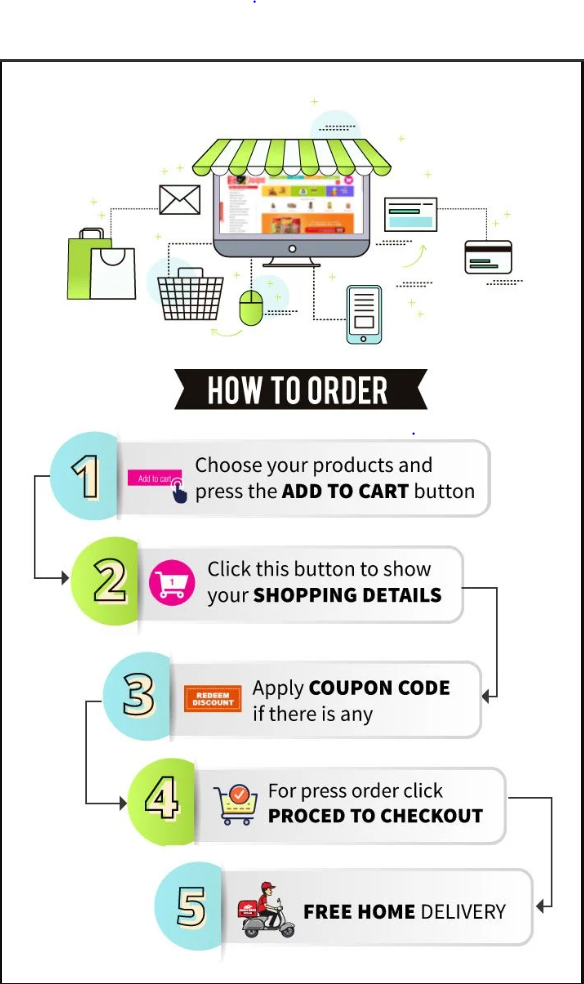 HOW TO ORDER
1
Add to cart
Choose your products and
press the ADD TO CART button
2
1
Click this button to show
your SHOPPING DETAILS
3
REDEEM
DISCOUNT
Apply COUPON CODE
if there is any
4
For press order click
PROCED TO CHECKOUT
5
FREE HOME DELIVERY